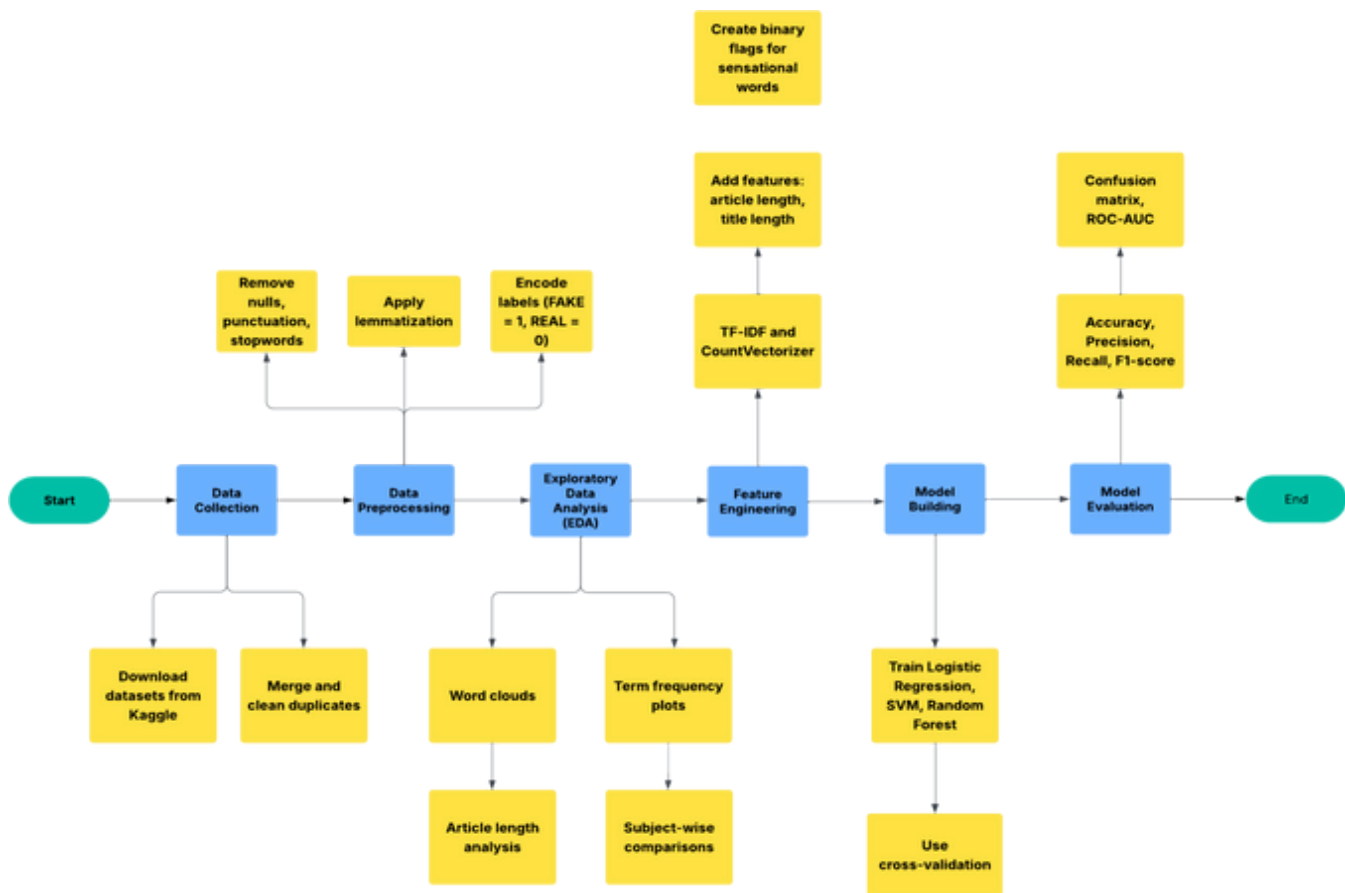 Create binary
flags for
sensational
words
Add features:
article length,
title length
Confusion
matrix,
ROC-AUC
Remove
nulls,
punctuation,
stopwords
Apply
lemmatization
Encode
labels (FAKE
= 1, REAL =
0)
TF-IDF and
CountVectorizer
Accuracy,
Precision,
Recall, F1-score
Start
Data
Collection
Data
Preprocessing
Exploratory
Data
Analysis
(EDA)
Feature
Engineering
Model
Building
Model
Evaluation
End
Download
datasets from
Kaggle
Merge and
clean duplicates
Word clouds
Term frequency
plots
Train Logistic
Regression,
SVM, Random
Forest
Article length
analysis
Subject-wise
comparisons
Use
cross-validation